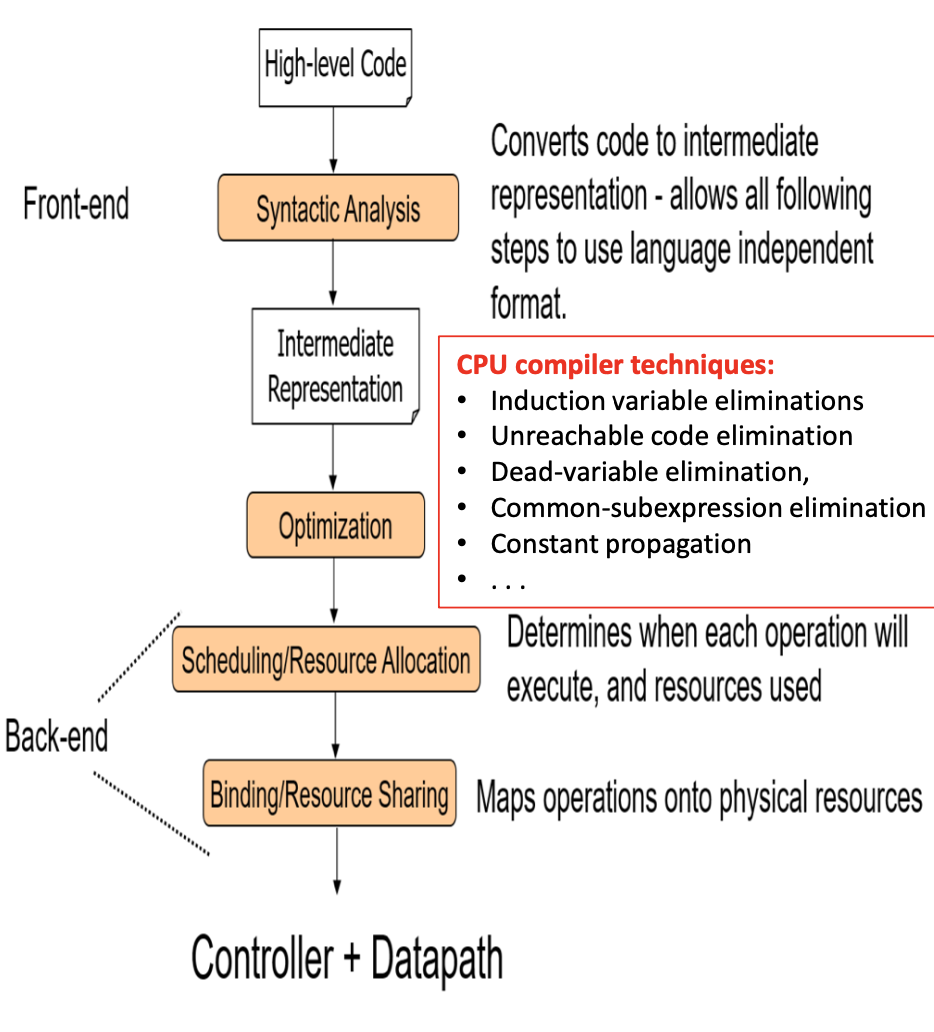 High-level Code
Converts code to intermediate
representation - allows all following
steps to use language independent
format.
Front-end
Syntactic Analysis
Intermediate
Representation
CPU compiler techniques:
• Induction variable eliminations
• Unreachable code elimination
• Dead-variable elimination,
• Common-subexpression elimination
• Constant propagation
• . . .
Optimization
Determines when each operation will
execute, and resources used
Scheduling/Resource Allocation
Back-end
Binding/Resource Sharing
Maps operations onto physical resources
Controller + Datapath